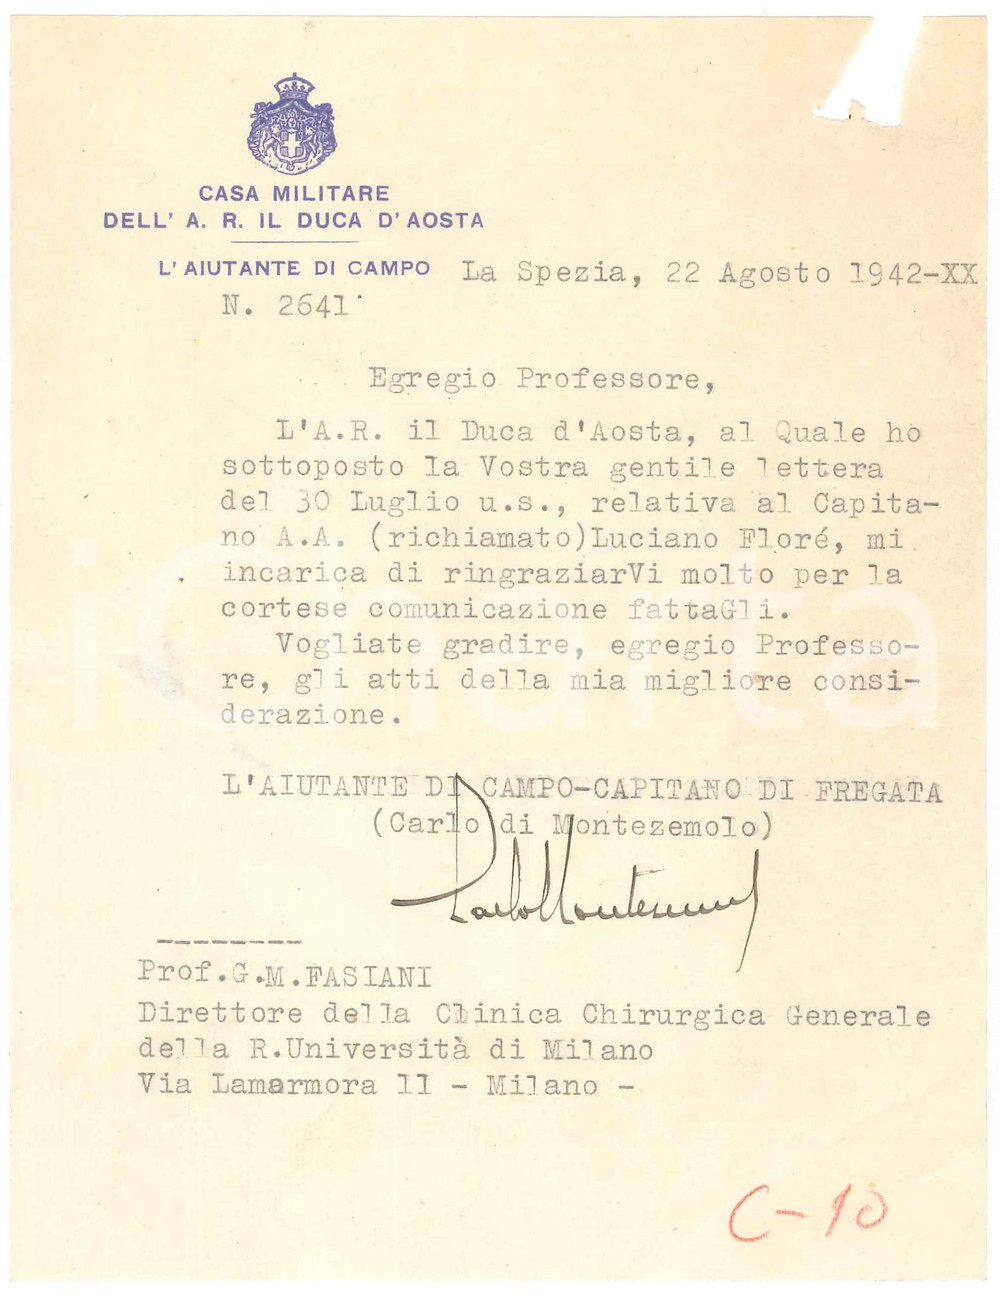 CASA MILITARE
DELL' A. R. IL DUCA D'AOSTA
L'AIUTANTE DI CAMPO
La Spezia, 22 Agosto 1942-XX
N. 2641
Egregio Professore,
L'A.R. il Duca d'Aosta, al Quale ho
sottoposto la Vostra gentile lettera
del 30 Luglio u.s., relativa al Capita-
no A.A. (richiamato)Luciano Floré, mi
incarica di ringraziarVi molto per la
cortese comunicazione fattaGli.
Vogliate gradire, egregio Professo-
re, gli atti della mia migliore consi-
derazione.
L'AIUTANTE DI CAMPO-CAPITANO DI FREGATA
(Carlo di Montezemolo)
Carlo Montezemolo
--------
Prof.G.M.FASIANI
Direttore della Clinica Chirurgica Generale
della R.Università di Milano
Via Lamarmora 11 - Milano -
C-10
iCharta